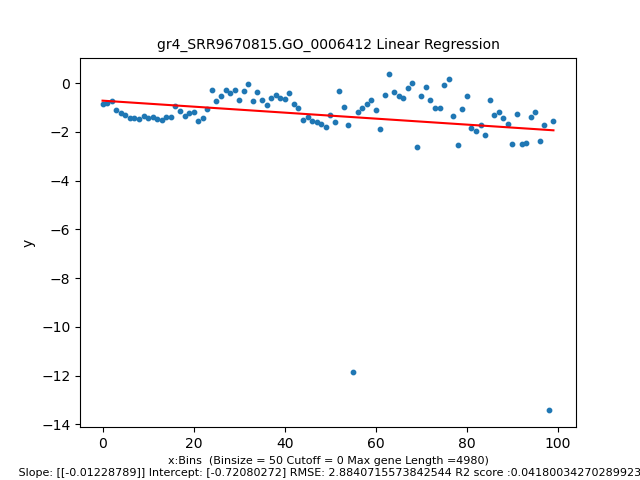 gr4_SRR9670815.GO_0006412 Linear Regression
0
−2
−4
−6
−8
−10
−12
−14
y
0 20 40 60 80 100
x:Bins (Binsize = 50 Cutoff = 0 Max gene Length =4980)
Slope: [[-0.01228789]] Intercept: [-0.72080272] RMSE: 2.8840715573842544 R2 score :0.04180034270289923